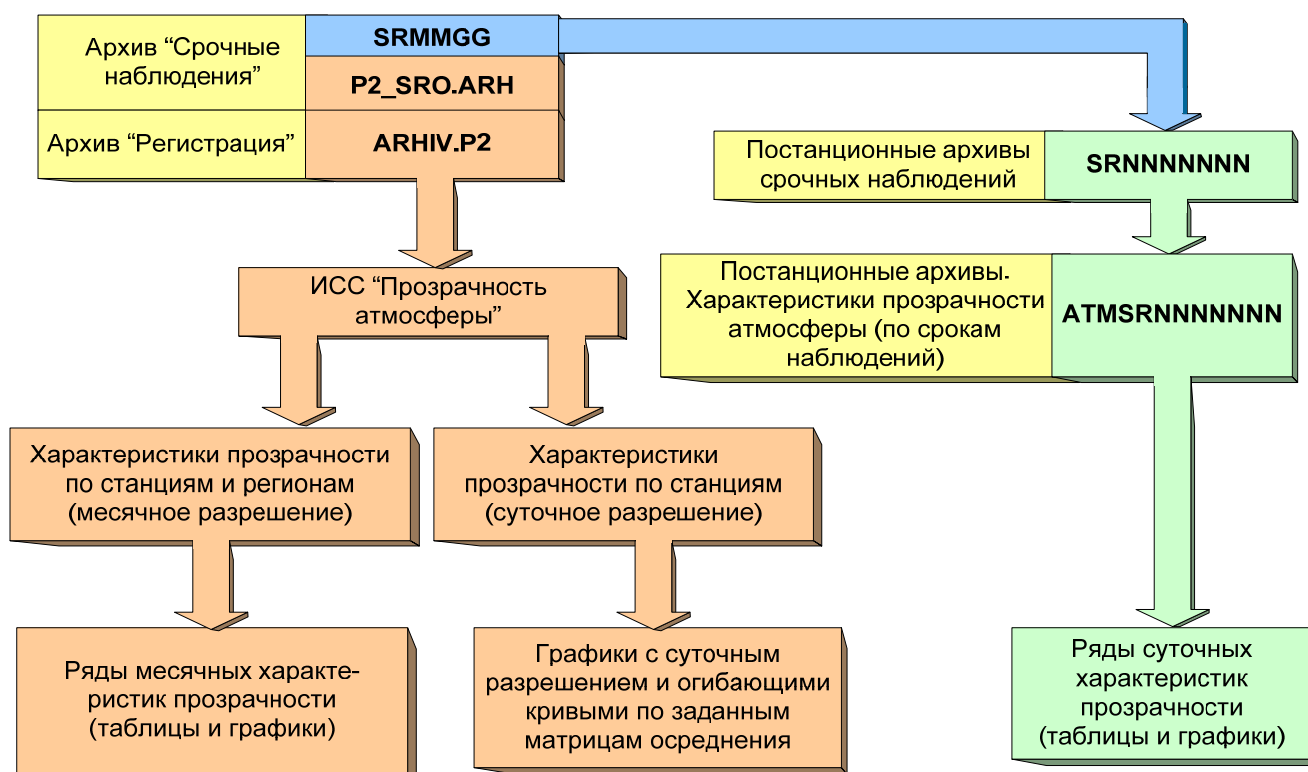 Архив “Срочные
наблюдения”
SRMMGG
P2_SRO.ARH
Архив “Регистрация”
ARHIV.P2
Постанционные архивы
срочных наблюдений
SRNNNNNNN
ИСС “Прозрачность
атмосферы”
Постанционные архивы.
Характеристики прозрачности
атмосферы (по срокам
наблюдений)
ATMSRNNNNNNN
Характеристики прозрачности
по станциям и регионам
(месячное разрешение)
Характеристики
прозрачности по станциям
(суточное разрешение)
Ряды месячных характе-
ристик прозрачности
(таблицы и графики)
Графики с суточным
разрешением и огибающими
кривыми по заданным
матрицам осреднения
Ряды суточных
характеристик
прозрачности
(таблицы и графики)